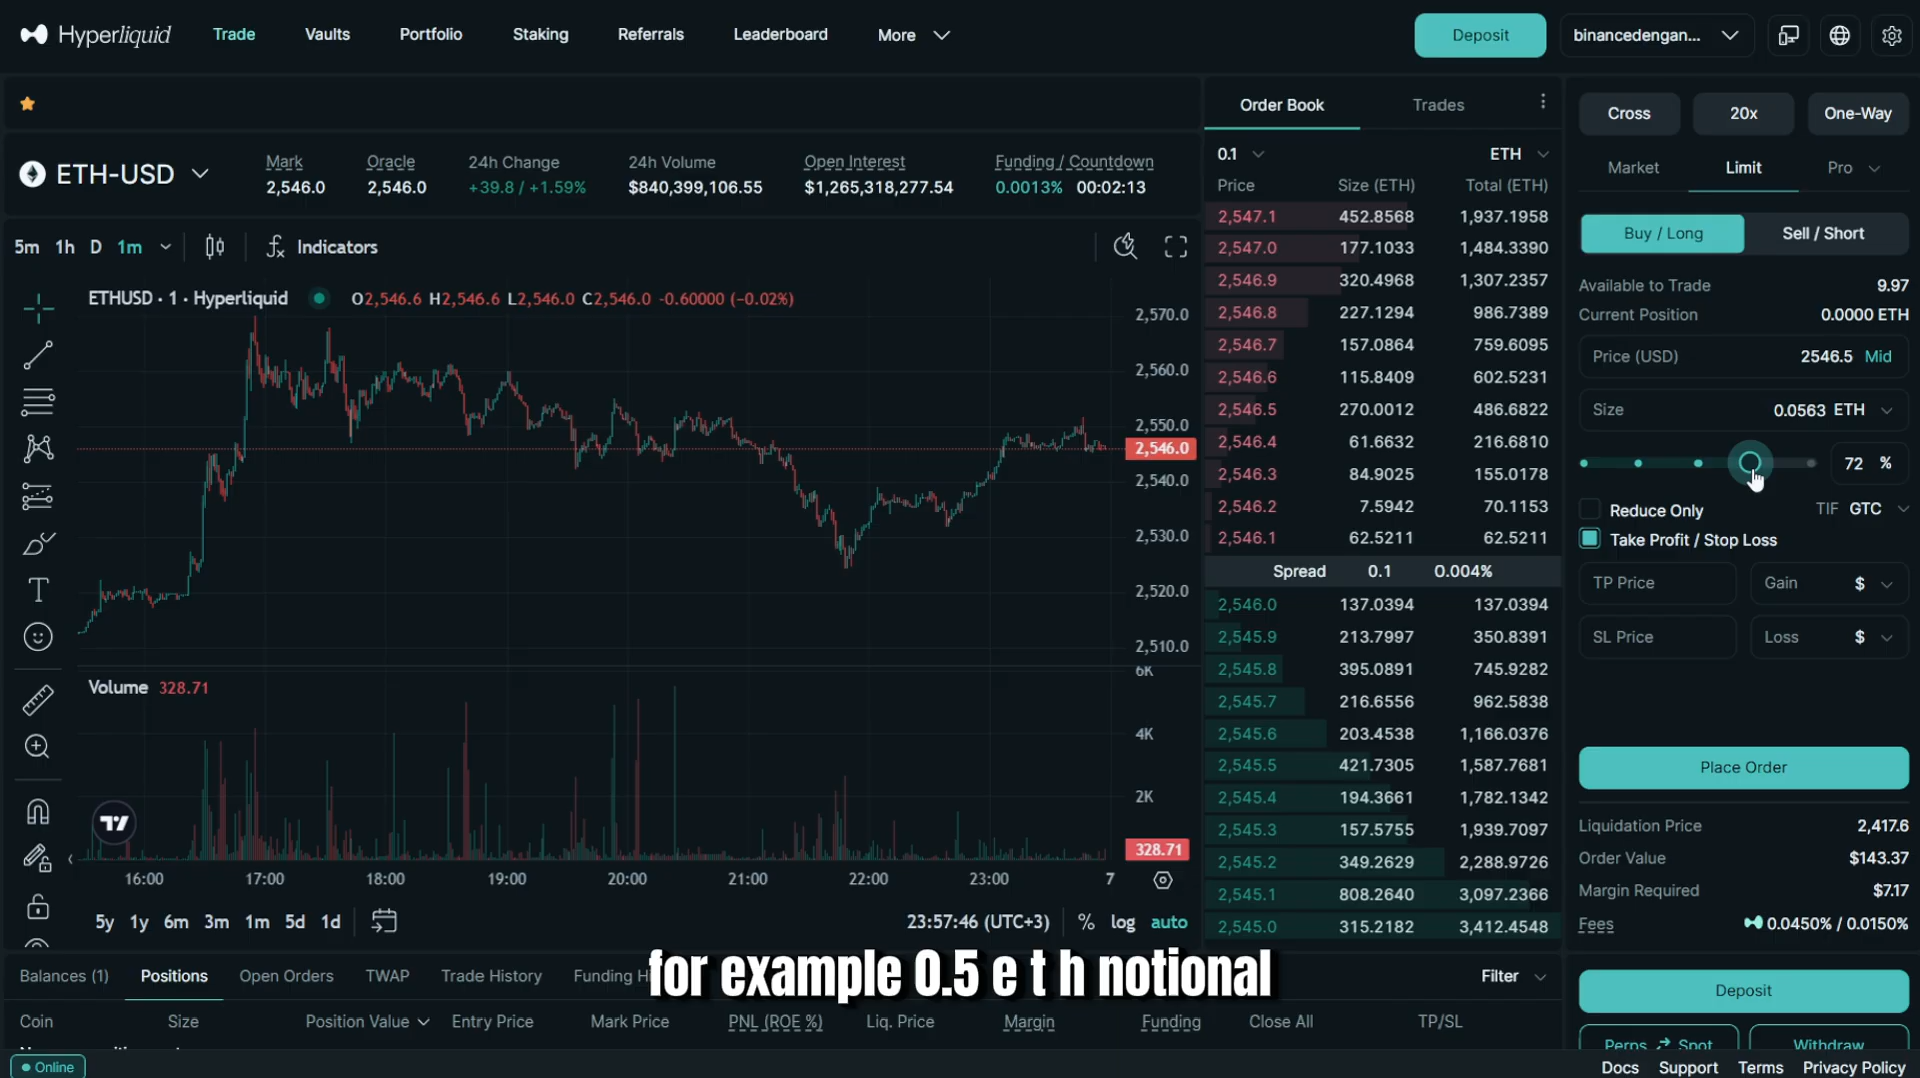 Hyperliquid Trade Vaults Portfolio Staking Referrals Leaderboard More Deposit binancedengan...
ETH-USD
Mark Oracle 24h Change 24h Volume Open Interest Funding / Countdown
2,546.0 2,546.0 +39.8 / +1.59% $840,399,106.55 $1,265,318,277.54 0.0013% 00:02:13
5m 1h D 1m Indicators
ETHUSD · 1 · Hyperliquid O2,546.6 H2,546.6 L2,546.0 C2,546.0 -0.60000 (−0.02%)
2,570.0
2,560.0
2,550.0
2,546.0
2,540.0
2,530.0
2,520.0
2,510.0
6K
Volume 328.71
4K
2K
328.71
16:00 17:00 18:00 19:00 20:00 21:00 22:00 23:00 7
5y 1y 6m 3m 1m 5d 1d 23:57:46 (UTC+3) % log auto
Order Book Trades
0.1 ETH
Price Size (ETH) Total (ETH)
2,547.1 452.8568 1,937.1958
2,547.0 177.1033 1,484.3390
2,546.9 320.4968 1,307.2357
2,546.8 227.1294 986.7389
2,546.7 157.0864 759.6095
2,546.6 115.8409 602.5231
2,546.5 270.0012 486.6822
2,546.4 61.6632 216.6810
2,546.3 84.9025 155.0178
2,546.2 7.5942 70.1153
2,546.1 62.5211 62.5211
Spread 0.1 0.004%
2,546.0 137.0394 137.0394
2,545.9 213.7997 350.8391
2,545.8 395.0891 745.9282
2,545.7 216.6556 962.5838
2,545.6 203.4538 1,166.0376
2,545.5 421.7305 1,587.7681
2,545.4 194.3661 1,782.1342
2,545.3 157.5755 1,939.7097
2,545.2 349.2629 2,288.9726
2,545.1 808.2640 3,097.2366
2,545.0 315.2182 3,412.4548
Cross 20x One-Way
Market Limit Pro
Buy / Long Sell / Short
Available to Trade 9.97
Current Position 0.0000 ETH
Price (USD) 2546.5 Mid
Size 0.0563 ETH
72 %
Reduce Only TIF GTC
Take Profit / Stop Loss
TP Price Gain $
SL Price Loss $
Place Order
Liquidation Price 2,417.6
Order Value $143.37
Margin Required $7.17
Fees 0.0450% / 0.0150%
for example 0.5 e t h notional
Balances (1) Positions Open Orders TWAP Trade History Funding Hi Filter
Coin Size Position Value Entry Price Mark Price PNL (ROE %) Liq. Price Margin Funding Close All TP/SL
Deposit
Perps Spot Withdraw
Online Docs Support Terms Privacy Policy